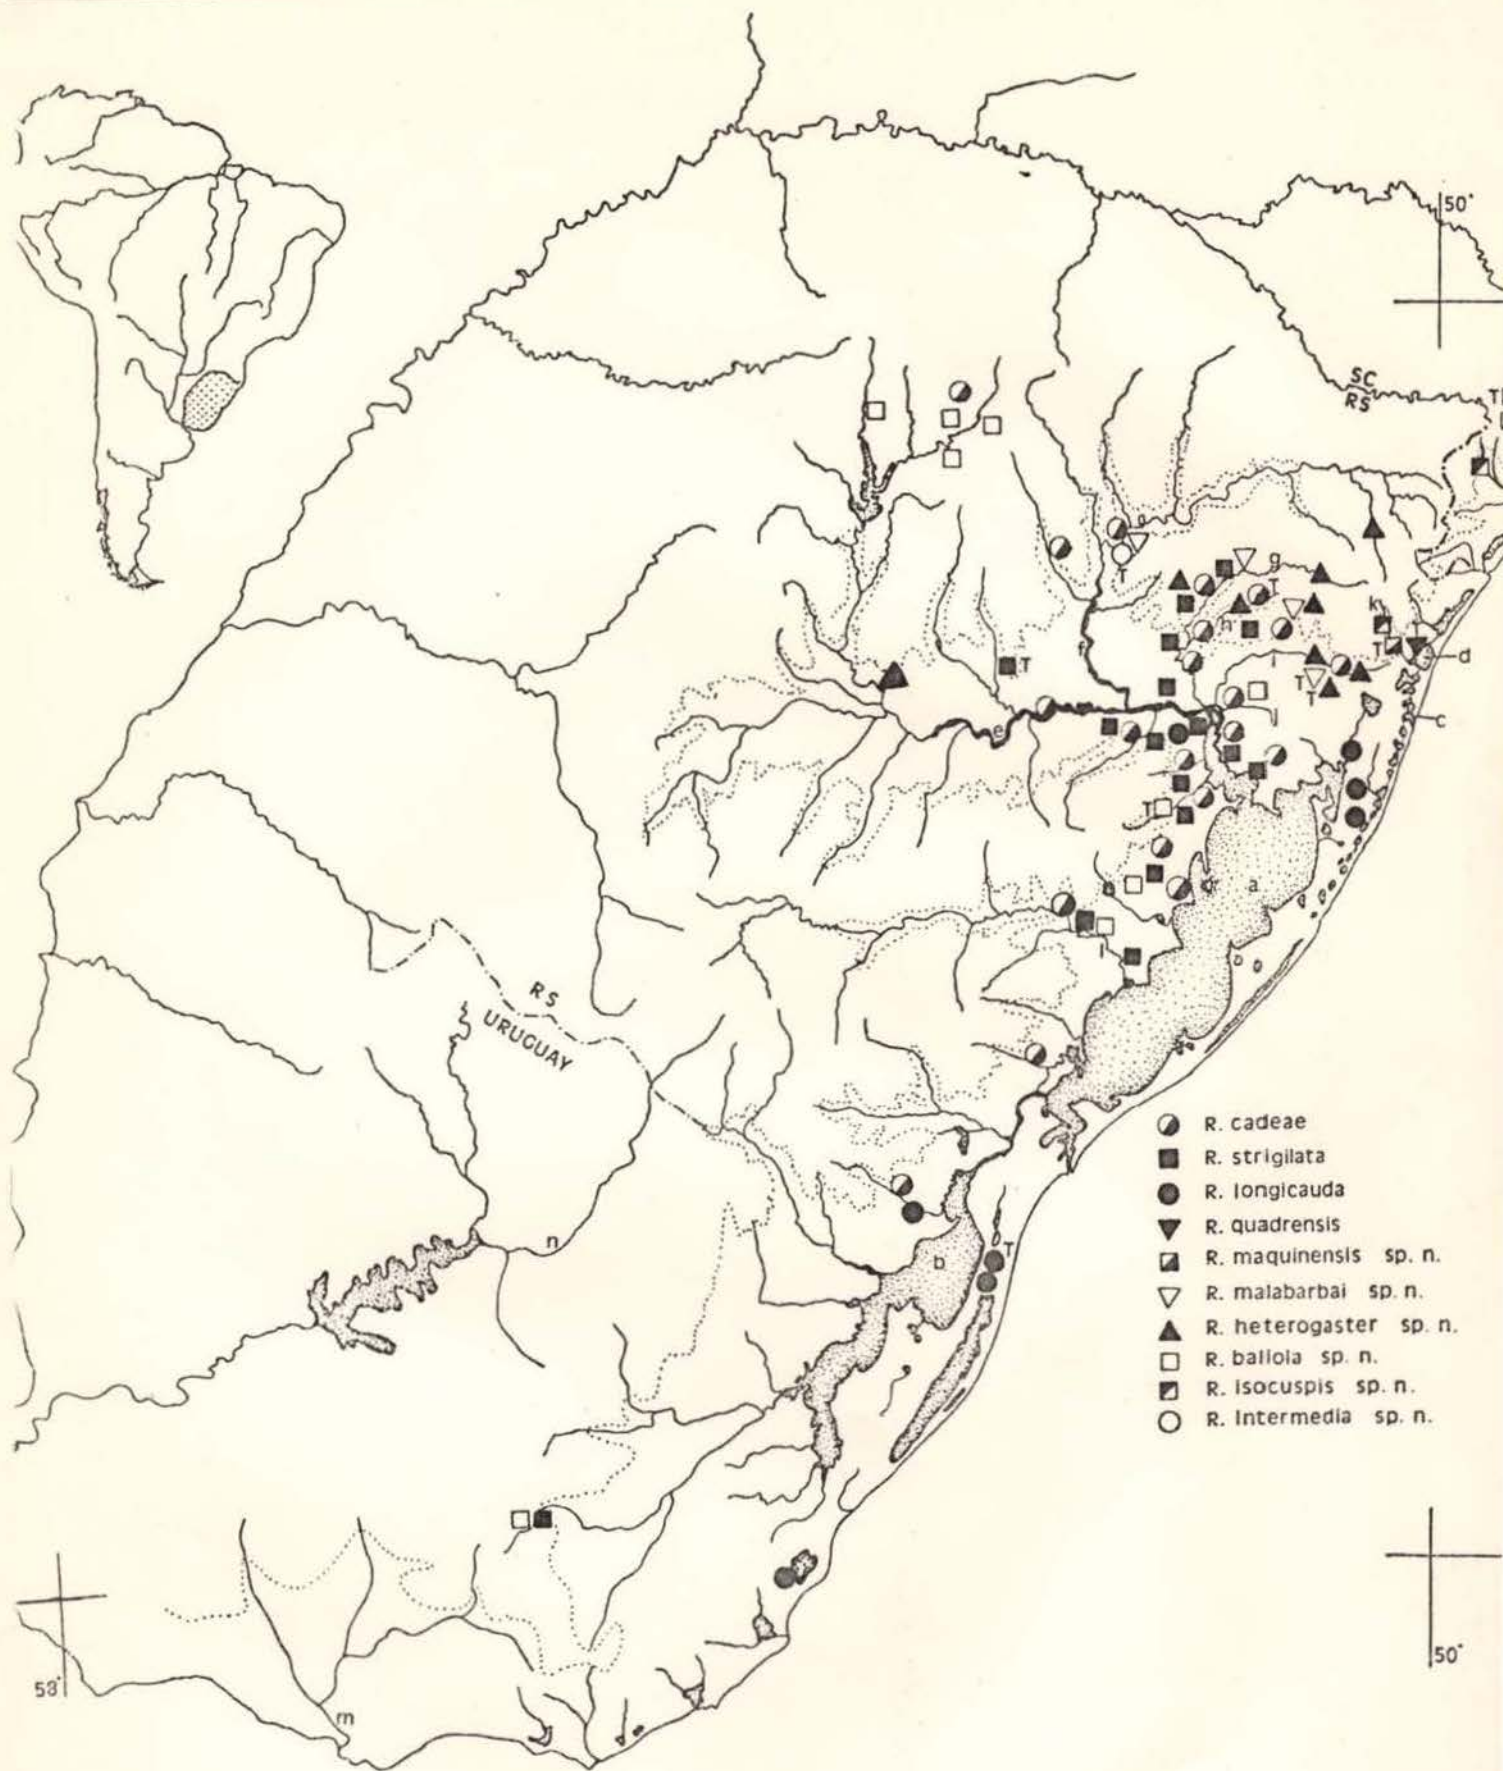 50°
SC
RS
T
T
g
T
k
h
T
T
f
T
d
i
T
T
c
j
e
T
a
l
RS
URUGUAY
R. cadeae
R. strigilata
R. longicauda
R. quadrensis
R. maquinensis sp. n.
R. malabarbai sp. n.
R. heterogaster sp. n.
R. baliola sp. n.
R. isocuspis sp. n.
R. intermedia sp. n.
n
T
b
50°
58°
m